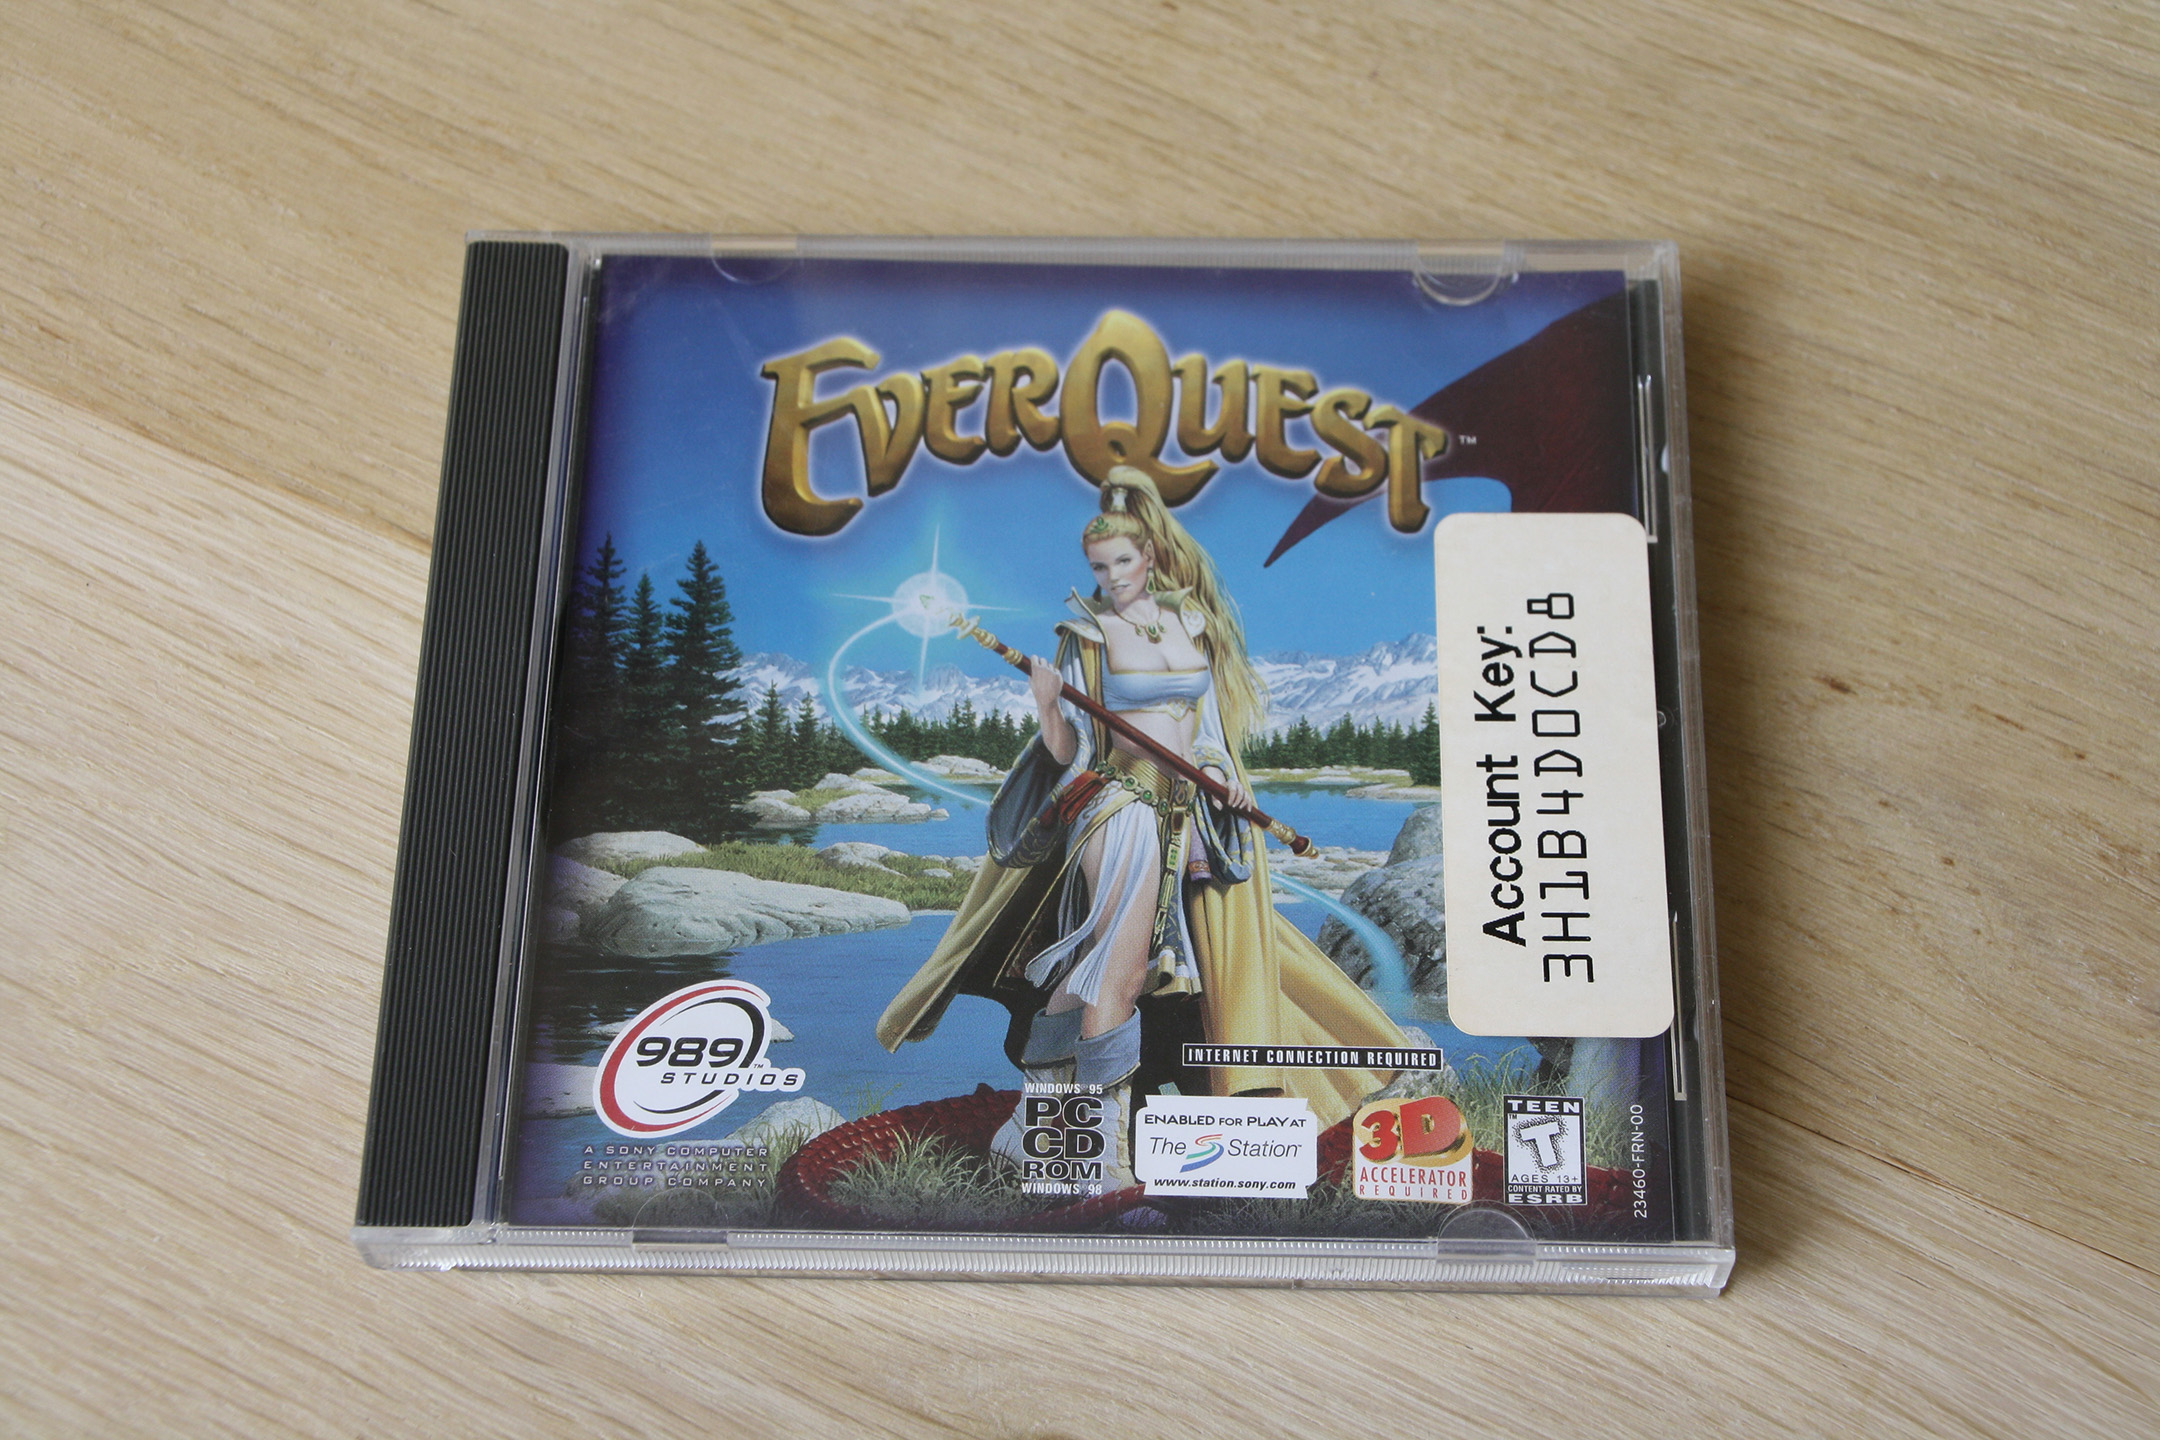 EVERQUEST™
Account Key:
3H1B4D0CD8
989™
STUDIOS
A SONY COMPUTER
ENTERTAINMENT
GROUP COMPANY
INTERNET CONNECTION REQUIRED
WINDOWS 95
PC
CD
ROM
WINDOWS 98
ENABLED FOR PLAY AT
The Station
www.station.sony.com
3D
ACCELERATOR
REQUIRED
TEEN
T
AGES 13+
CONTENT RATED BY
ESRB
23460-FRN-00